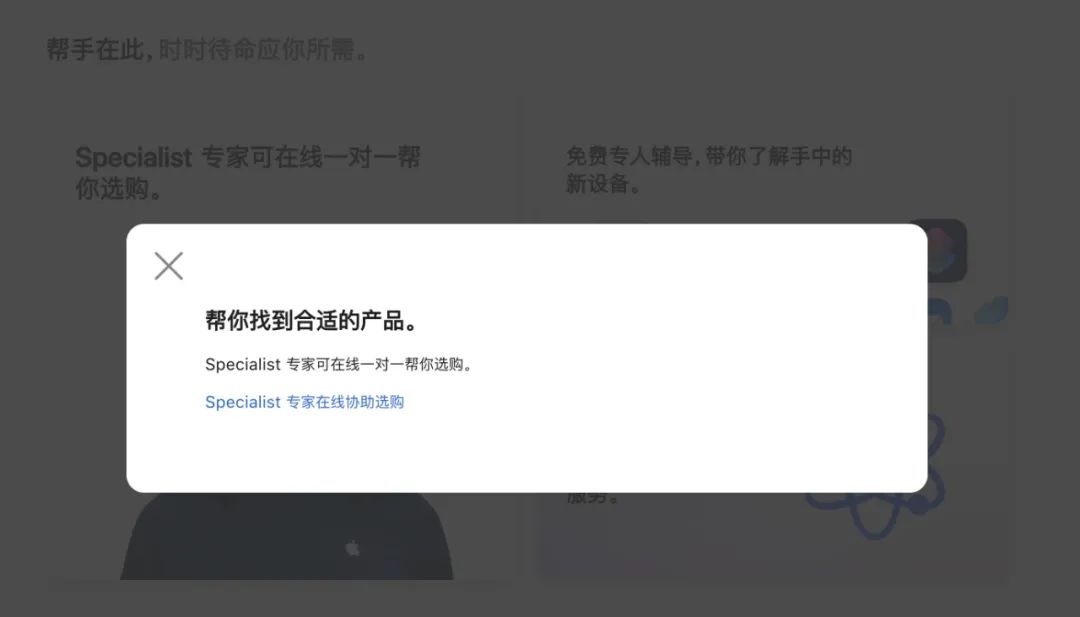 帮手在此，时时待命应你所需。
Specialist 专家可在线一对一帮
你选购。
免费专人辅导，带你了解手中的
新设备。
帮你找到合适的产品。
Specialist 专家可在线一对一帮你选购。
Specialist 专家在线协助选购
服务。